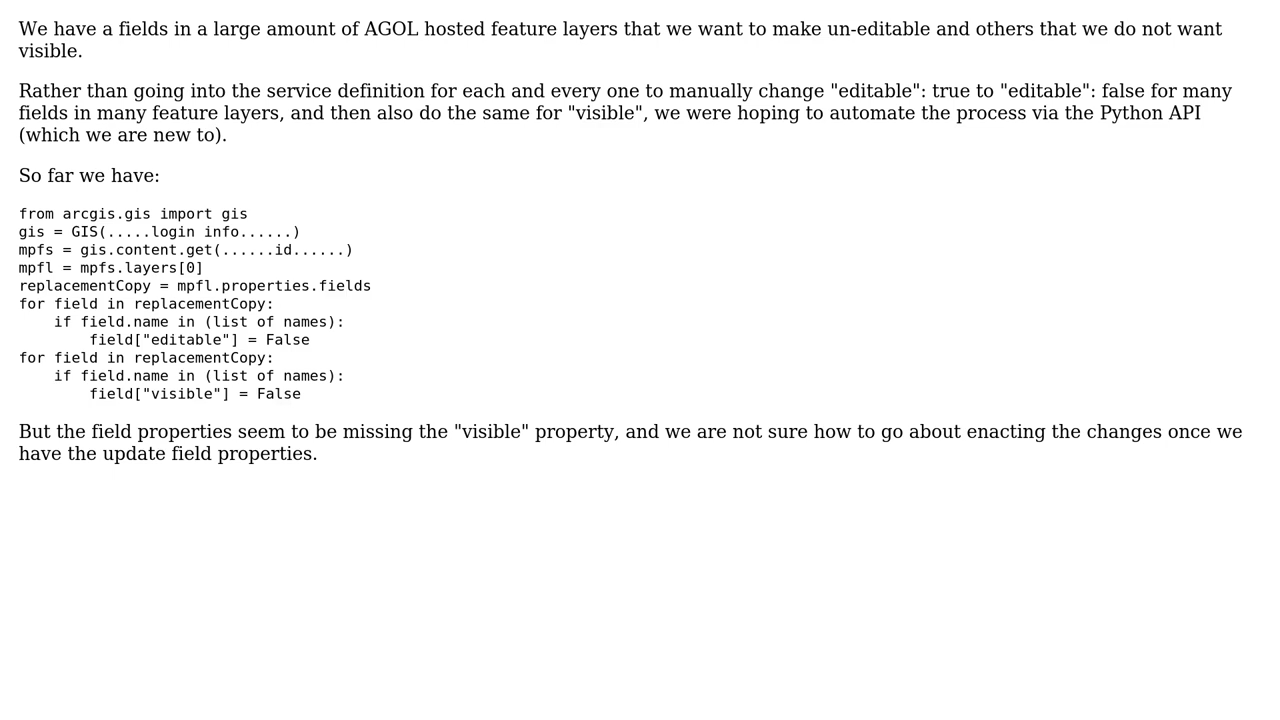 We have a fields in a large amount of AGOL hosted feature layers that we want to make un-editable and others that we do not want
visible.
Rather than going into the service definition for each and every one to manually change "editable": true to "editable": false for many
fields in many feature layers, and then also do the same for "visible", we were hoping to automate the process via the Python API
(which we are new to).
So far we have:
from arcgis.gis import gis
gis = GIS(.....login info......)
mpfs = gis.content.get(......id......)
mpfl = mpfs.layers[0]
replacementCopy = mpfl.properties.fields
for field in replacementCopy:
    if field.name in (list of names):
        field["editable"] = False
for field in replacementCopy:
    if field.name in (list of names):
        field["visible"] = False
But the field properties seem to be missing the "visible" property, and we are not sure how to go about enacting the changes once we
have the update field properties.